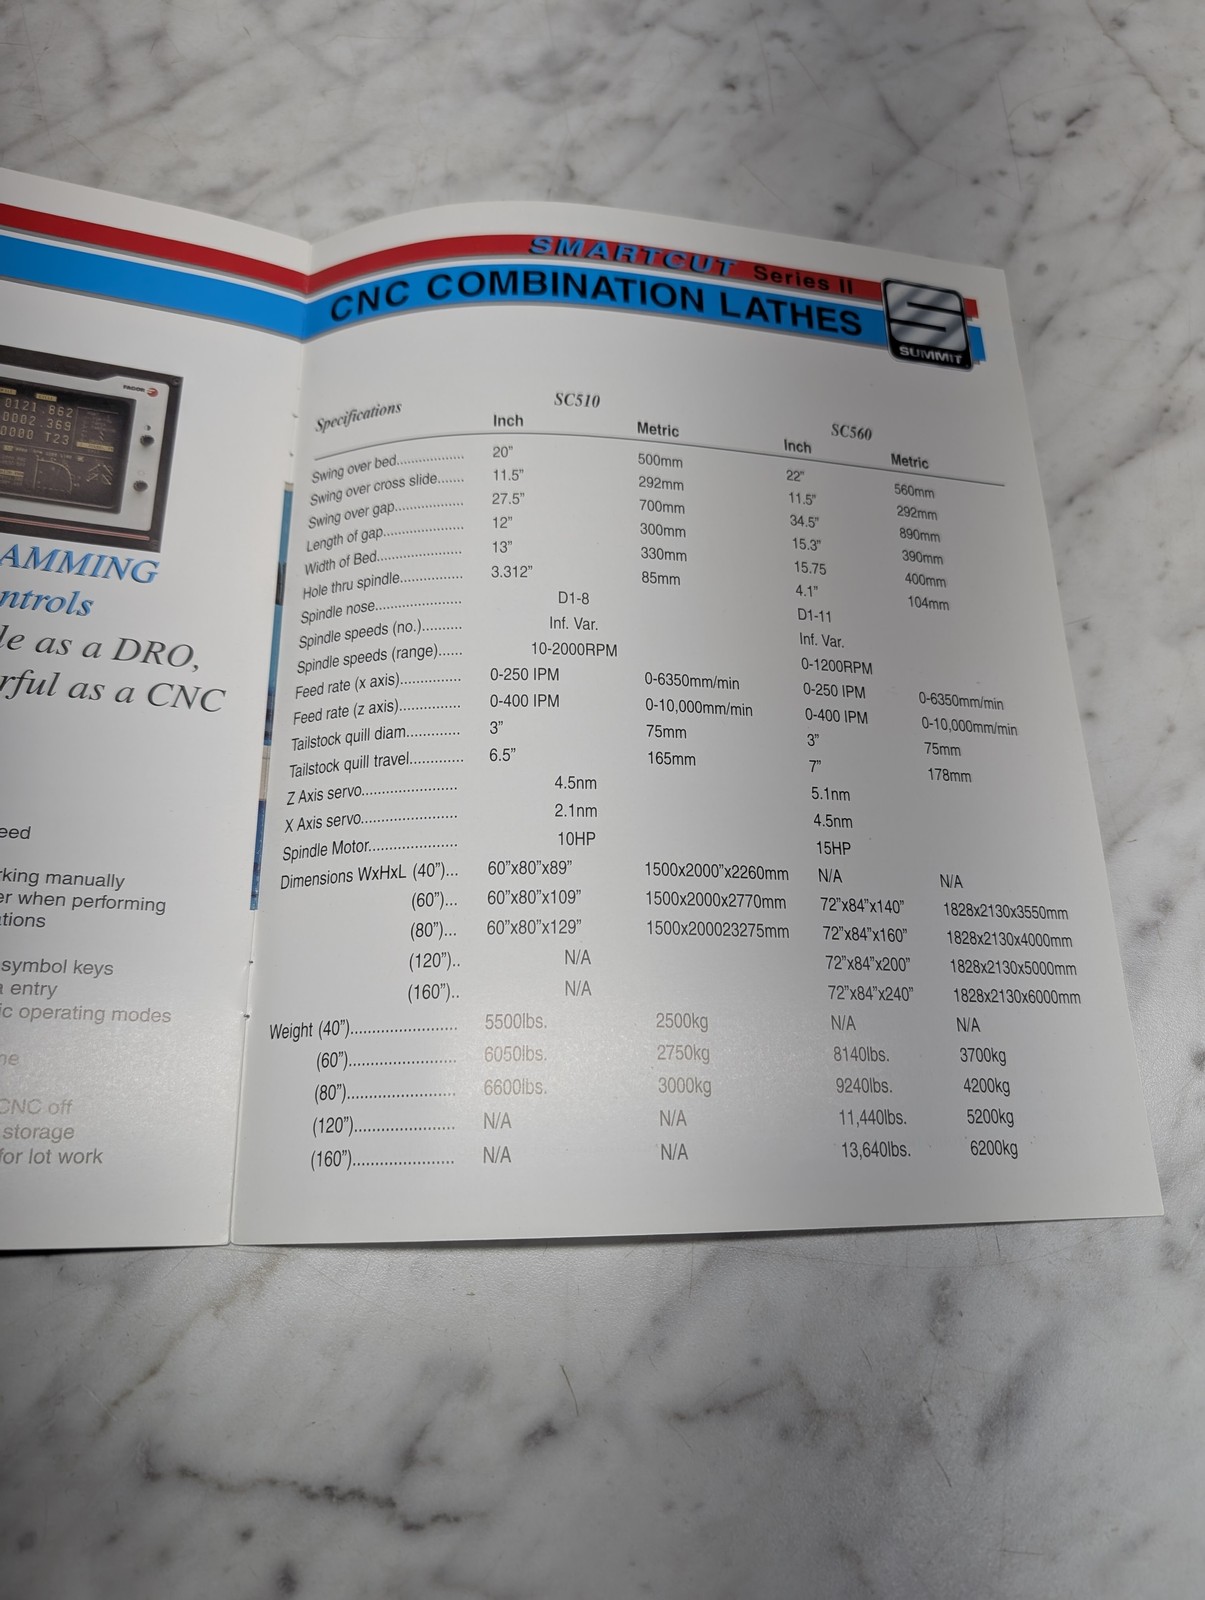 FAGOR
0121.862
0002.369
0000 T23
AMMING
ntrols
le as a DRO,
rful as a CNC
eed
rking manually
er when performing
ations
symbol keys
a entry
ic operating modes
ne
CNC off
storage
for lot work
SMARTCUT Series II
CNC COMBINATION LATHES
SUMMIT
Specifications SC510 SC560
Inch Metric Inch Metric
Swing over bed.................. 20" 500mm 22" 560mm
Swing over cross slide....... 11.5" 292mm 11.5" 292mm
Swing over gap.................. 27.5" 700mm 34.5" 890mm
Length of gap..................... 12" 300mm 15.3" 390mm
Width of Bed...................... 13" 330mm 15.75 400mm
Hole thru spindle................ 3.312" 85mm 4.1" 104mm
Spindle nose...................... D1-8 D1-11
Spindle speeds (no.).......... Inf. Var. Inf. Var.
Spindle speeds (range)...... 10-2000RPM 0-1200RPM
Feed rate (x axis)............... 0-250 IPM 0-6350mm/min 0-250 IPM 0-6350mm/min
Feed rate (z axis)............... 0-400 IPM 0-10,000mm/min 0-400 IPM 0-10,000mm/min
Tailstock quill diam............. 3" 75mm 3" 75mm
Tailstock quill travel............. 6.5" 165mm 7" 178mm
Z Axis servo....................... 4.5nm 5.1nm
X Axis servo....................... 2.1nm 4.5nm
Spindle Motor..................... 10HP 15HP
Dimensions WxHxL (40")... 60"x80"x89" 1500x2000"x2260mm N/A N/A
(60")... 60"x80"x109" 1500x2000x2770mm 72"x84"x140" 1828x2130x3550mm
(80")... 60"x80"x129" 1500x200023275mm 72"x84"x160" 1828x2130x4000mm
(120").. N/A 72"x84"x200" 1828x2130x5000mm
(160").. N/A 72"x84"x240" 1828x2130x6000mm
Weight (40")......................... 5500lbs. 2500kg N/A N/A
(60")......................... 6050lbs. 2750kg 8140lbs. 3700kg
(80")......................... 6600lbs. 3000kg 9240lbs. 4200kg
(120")....................... N/A N/A 11,440lbs. 5200kg
(160")....................... N/A N/A 13,640lbs. 6200kg